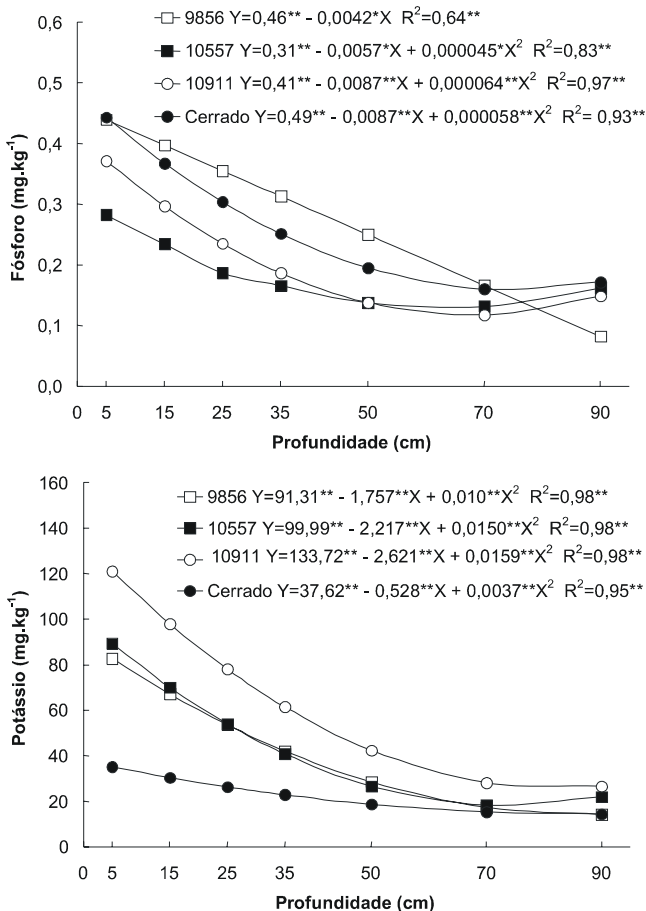 0,6
0,5
0,4
0,3
0,2
0,1
0,0
Fósforo (mg.kg⁻¹)
9856 Y=0,46** - 0,0042*X R²=0,64**
10557 Y=0,31** - 0,0057*X + 0,000045*X² R²=0,83**
10911 Y=0,41** - 0,0087**X + 0,000064**X² R²=0,97**
Cerrado Y=0,49** - 0,0087**X + 0,000058**X² R²= 0,93**
0 5 15 25 35 50 70 90
Profundidade (cm)
160
140
120
100
80
60
40
20
0
Potássio (mg.kg⁻¹)
9856 Y=91,31** - 1,757**X + 0,010**X² R²=0,98**
10557 Y=99,99** - 2,217**X + 0,0150**X² R²=0,98**
10911 Y=133,72** - 2,621**X + 0,0159**X² R²=0,98**
Cerrado Y=37,62** - 0,528**X + 0,0037**X² R²=0,95**
0 5 15 25 35 50 70 90
Profundidade (cm)